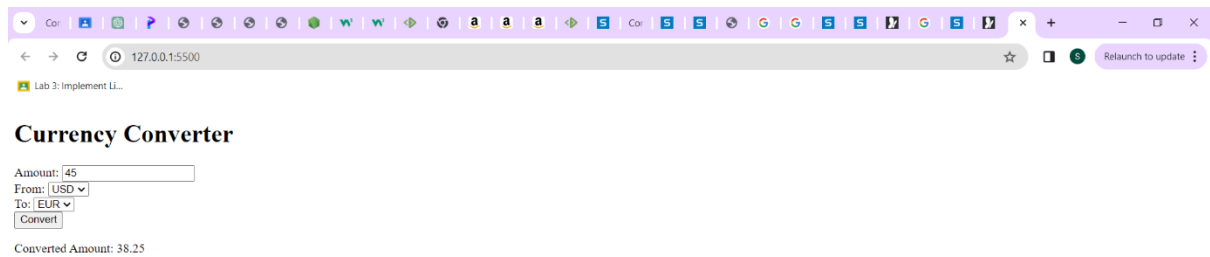 Cor
Cor
127.0.0.1:5500
S
Relaunch to update
Lab 3: Implement Li...
Currency Converter
Amount: 45
From: USD
To: EUR
Convert
Converted Amount: 38.25